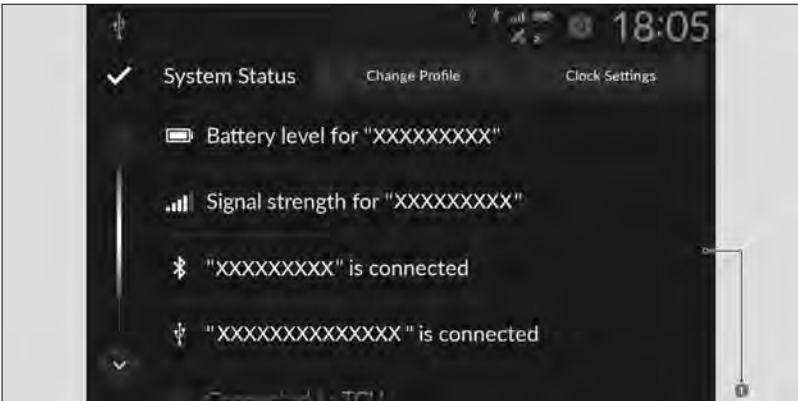 18:05
System Status Change Profile Clock Settings
Battery level for "XXXXXXXXX"
Signal strength for "XXXXXXXXX"
"XXXXXXXXX" is connected
"XXXXXXXXXXXXXX " is connected
1